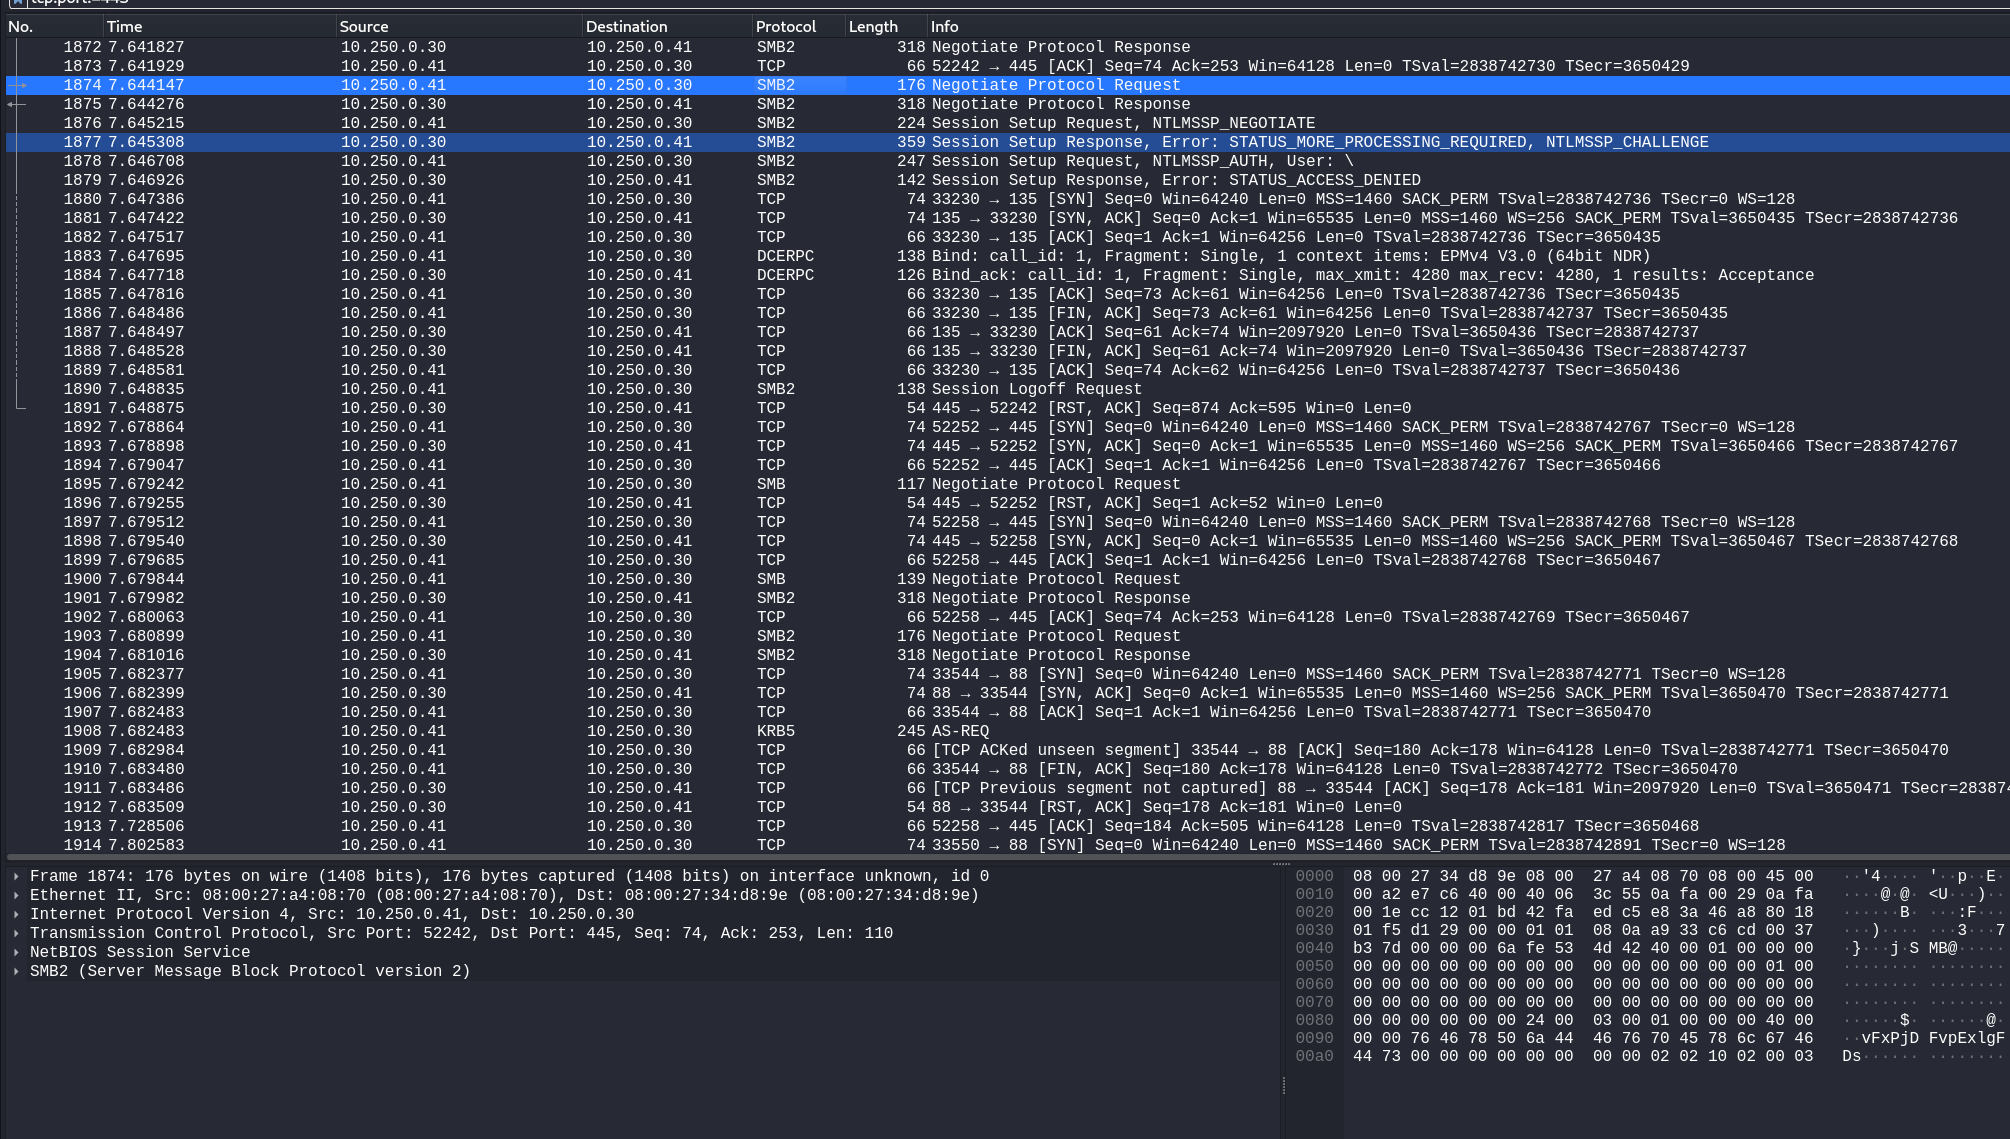 No. Time Source Destination Protocol Length Info
1872 7.641827 10.250.0.30 10.250.0.41 SMB2 318 Negotiate Protocol Response
1873 7.641929 10.250.0.41 10.250.0.30 TCP 66 52242 → 445 [ACK] Seq=74 Ack=253 Win=64128 Len=0 TSval=2838742730 TSecr=3650429
1874 7.644147 10.250.0.41 10.250.0.30 SMB2 176 Negotiate Protocol Request
1875 7.644276 10.250.0.30 10.250.0.41 SMB2 318 Negotiate Protocol Response
1876 7.645215 10.250.0.41 10.250.0.30 SMB2 224 Session Setup Request, NTLMSSP_NEGOTIATE
1877 7.645308 10.250.0.30 10.250.0.41 SMB2 359 Session Setup Response, Error: STATUS_MORE_PROCESSING_REQUIRED, NTLMSSP_CHALLENGE
1878 7.646708 10.250.0.41 10.250.0.30 SMB2 247 Session Setup Request, NTLMSSP_AUTH, User: \
1879 7.646926 10.250.0.30 10.250.0.41 SMB2 142 Session Setup Response, Error: STATUS_ACCESS_DENIED
1880 7.647386 10.250.0.41 10.250.0.30 TCP 74 33230 → 135 [SYN] Seq=0 Win=64240 Len=0 MSS=1460 SACK_PERM TSval=2838742736 TSecr=0 WS=128
1881 7.647422 10.250.0.30 10.250.0.41 TCP 74 135 → 33230 [SYN, ACK] Seq=0 Ack=1 Win=65535 Len=0 MSS=1460 WS=256 SACK_PERM TSval=3650435 TSecr=2838742736
1882 7.647517 10.250.0.41 10.250.0.30 TCP 66 33230 → 135 [ACK] Seq=1 Ack=1 Win=64256 Len=0 TSval=2838742736 TSecr=3650435
1883 7.647695 10.250.0.41 10.250.0.30 DCERPC 138 Bind: call_id: 1, Fragment: Single, 1 context items: EPMv4 V3.0 (64bit NDR)
1884 7.647718 10.250.0.30 10.250.0.41 DCERPC 126 Bind_ack: call_id: 1, Fragment: Single, max_xmit: 4280 max_recv: 4280, 1 results: Acceptance
1885 7.647816 10.250.0.41 10.250.0.30 TCP 66 33230 → 135 [ACK] Seq=73 Ack=61 Win=64256 Len=0 TSval=2838742736 TSecr=3650435
1886 7.648486 10.250.0.41 10.250.0.30 TCP 66 33230 → 135 [FIN, ACK] Seq=73 Ack=61 Win=64256 Len=0 TSval=2838742737 TSecr=3650435
1887 7.648497 10.250.0.30 10.250.0.41 TCP 66 135 → 33230 [ACK] Seq=61 Ack=74 Win=2097920 Len=0 TSval=3650436 TSecr=2838742737
1888 7.648528 10.250.0.30 10.250.0.41 TCP 66 135 → 33230 [FIN, ACK] Seq=61 Ack=74 Win=2097920 Len=0 TSval=3650436 TSecr=2838742737
1889 7.648581 10.250.0.41 10.250.0.30 TCP 66 33230 → 135 [ACK] Seq=74 Ack=62 Win=64256 Len=0 TSval=2838742737 TSecr=3650436
1890 7.648835 10.250.0.41 10.250.0.30 SMB2 138 Session Logoff Request
1891 7.648875 10.250.0.30 10.250.0.41 TCP 54 445 → 52242 [RST, ACK] Seq=874 Ack=595 Win=0 Len=0
1892 7.678864 10.250.0.41 10.250.0.30 TCP 74 52252 → 445 [SYN] Seq=0 Win=64240 Len=0 MSS=1460 SACK_PERM TSval=2838742767 TSecr=0 WS=128
1893 7.678898 10.250.0.30 10.250.0.41 TCP 74 445 → 52252 [SYN, ACK] Seq=0 Ack=1 Win=65535 Len=0 MSS=1460 WS=256 SACK_PERM TSval=3650466 TSecr=2838742767
1894 7.679047 10.250.0.41 10.250.0.30 TCP 66 52252 → 445 [ACK] Seq=1 Ack=1 Win=64256 Len=0 TSval=2838742767 TSecr=3650466
1895 7.679242 10.250.0.41 10.250.0.30 SMB 117 Negotiate Protocol Request
1896 7.679255 10.250.0.30 10.250.0.41 TCP 54 445 → 52252 [RST, ACK] Seq=1 Ack=52 Win=0 Len=0
1897 7.679512 10.250.0.41 10.250.0.30 TCP 74 52258 → 445 [SYN] Seq=0 Win=64240 Len=0 MSS=1460 SACK_PERM TSval=2838742768 TSecr=0 WS=128
1898 7.679540 10.250.0.30 10.250.0.41 TCP 74 445 → 52258 [SYN, ACK] Seq=0 Ack=1 Win=65535 Len=0 MSS=1460 WS=256 SACK_PERM TSval=3650467 TSecr=2838742768
1899 7.679685 10.250.0.41 10.250.0.30 TCP 66 52258 → 445 [ACK] Seq=1 Ack=1 Win=64256 Len=0 TSval=2838742768 TSecr=3650467
1900 7.679844 10.250.0.41 10.250.0.30 SMB 139 Negotiate Protocol Request
1901 7.679982 10.250.0.30 10.250.0.41 SMB2 318 Negotiate Protocol Response
1902 7.680063 10.250.0.41 10.250.0.30 TCP 66 52258 → 445 [ACK] Seq=74 Ack=253 Win=64128 Len=0 TSval=2838742769 TSecr=3650467
1903 7.680899 10.250.0.41 10.250.0.30 SMB2 176 Negotiate Protocol Request
1904 7.681016 10.250.0.30 10.250.0.41 SMB2 318 Negotiate Protocol Response
1905 7.682377 10.250.0.41 10.250.0.30 TCP 74 33544 → 88 [SYN] Seq=0 Win=64240 Len=0 MSS=1460 SACK_PERM TSval=2838742771 TSecr=0 WS=128
1906 7.682399 10.250.0.30 10.250.0.41 TCP 74 88 → 33544 [SYN, ACK] Seq=0 Ack=1 Win=65535 Len=0 MSS=1460 WS=256 SACK_PERM TSval=3650470 TSecr=2838742771
1907 7.682483 10.250.0.41 10.250.0.30 TCP 66 33544 → 88 [ACK] Seq=1 Ack=1 Win=64256 Len=0 TSval=2838742771 TSecr=3650470
1908 7.682483 10.250.0.41 10.250.0.30 KRB5 245 AS-REQ
1909 7.682984 10.250.0.41 10.250.0.30 TCP 66 [TCP ACKed unseen segment] 33544 → 88 [ACK] Seq=180 Ack=178 Win=64128 Len=0 TSval=2838742771 TSecr=3650470
1910 7.683480 10.250.0.41 10.250.0.30 TCP 66 33544 → 88 [FIN, ACK] Seq=180 Ack=178 Win=64128 Len=0 TSval=2838742772 TSecr=3650470
1911 7.683486 10.250.0.30 10.250.0.41 TCP 66 [TCP Previous segment not captured] 88 → 33544 [ACK] Seq=178 Ack=181 Win=2097920 Len=0 TSval=3650471 TSecr=28387
1912 7.683509 10.250.0.30 10.250.0.41 TCP 54 88 → 33544 [RST, ACK] Seq=178 Ack=181 Win=0 Len=0
1913 7.728506 10.250.0.41 10.250.0.30 TCP 66 52258 → 445 [ACK] Seq=184 Ack=505 Win=64128 Len=0 TSval=2838742817 TSecr=3650468
1914 7.802583 10.250.0.41 10.250.0.30 TCP 74 33550 → 88 [SYN] Seq=0 Win=64240 Len=0 MSS=1460 SACK_PERM TSval=2838742891 TSecr=0 WS=128
Frame 1874: 176 bytes on wire (1408 bits), 176 bytes captured (1408 bits) on interface unknown, id 0
Ethernet II, Src: 08:00:27:a4:08:70 (08:00:27:a4:08:70), Dst: 08:00:27:34:d8:9e (08:00:27:34:d8:9e)
Internet Protocol Version 4, Src: 10.250.0.41, Dst: 10.250.0.30
Transmission Control Protocol, Src Port: 52242, Dst Port: 445, Seq: 74, Ack: 253, Len: 110
NetBIOS Session Service
SMB2 (Server Message Block Protocol version 2)
0000 08 00 27 34 d8 9e 08 00 27 a4 08 70 08 00 45 00 ··'4···· '··p··E·
0010 00 a2 e7 c6 40 00 40 06 3c 55 0a fa 00 29 0a fa ····@·@· <U···)··
0020 00 1e cc 12 01 bd 42 fa ed c5 e8 3a 46 a8 80 18 ······B· ···:F···
0030 01 f5 d1 29 00 00 01 01 08 0a a9 33 c6 cd 00 37 ···)···· ···3···7
0040 b3 7d 00 00 00 6a fe 53 4d 42 40 00 01 00 00 00 ·}···j·S MB@·····
0050 00 00 00 00 00 00 00 00 00 00 00 00 00 00 01 00 ········ ········
0060 00 00 00 00 00 00 00 00 00 00 00 00 00 00 00 00 ········ ········
0070 00 00 00 00 00 00 00 00 00 00 00 00 00 00 00 00 ········ ········
0080 00 00 00 00 00 00 24 00 03 00 01 00 00 00 40 00 ······$· ······@·
0090 00 00 76 46 78 50 6a 44 46 76 70 45 78 6c 67 46 ··vFxPjD FvpExlgF
00a0 44 73 00 00 00 00 00 00 00 00 02 02 10 02 00 03 Ds······ ········